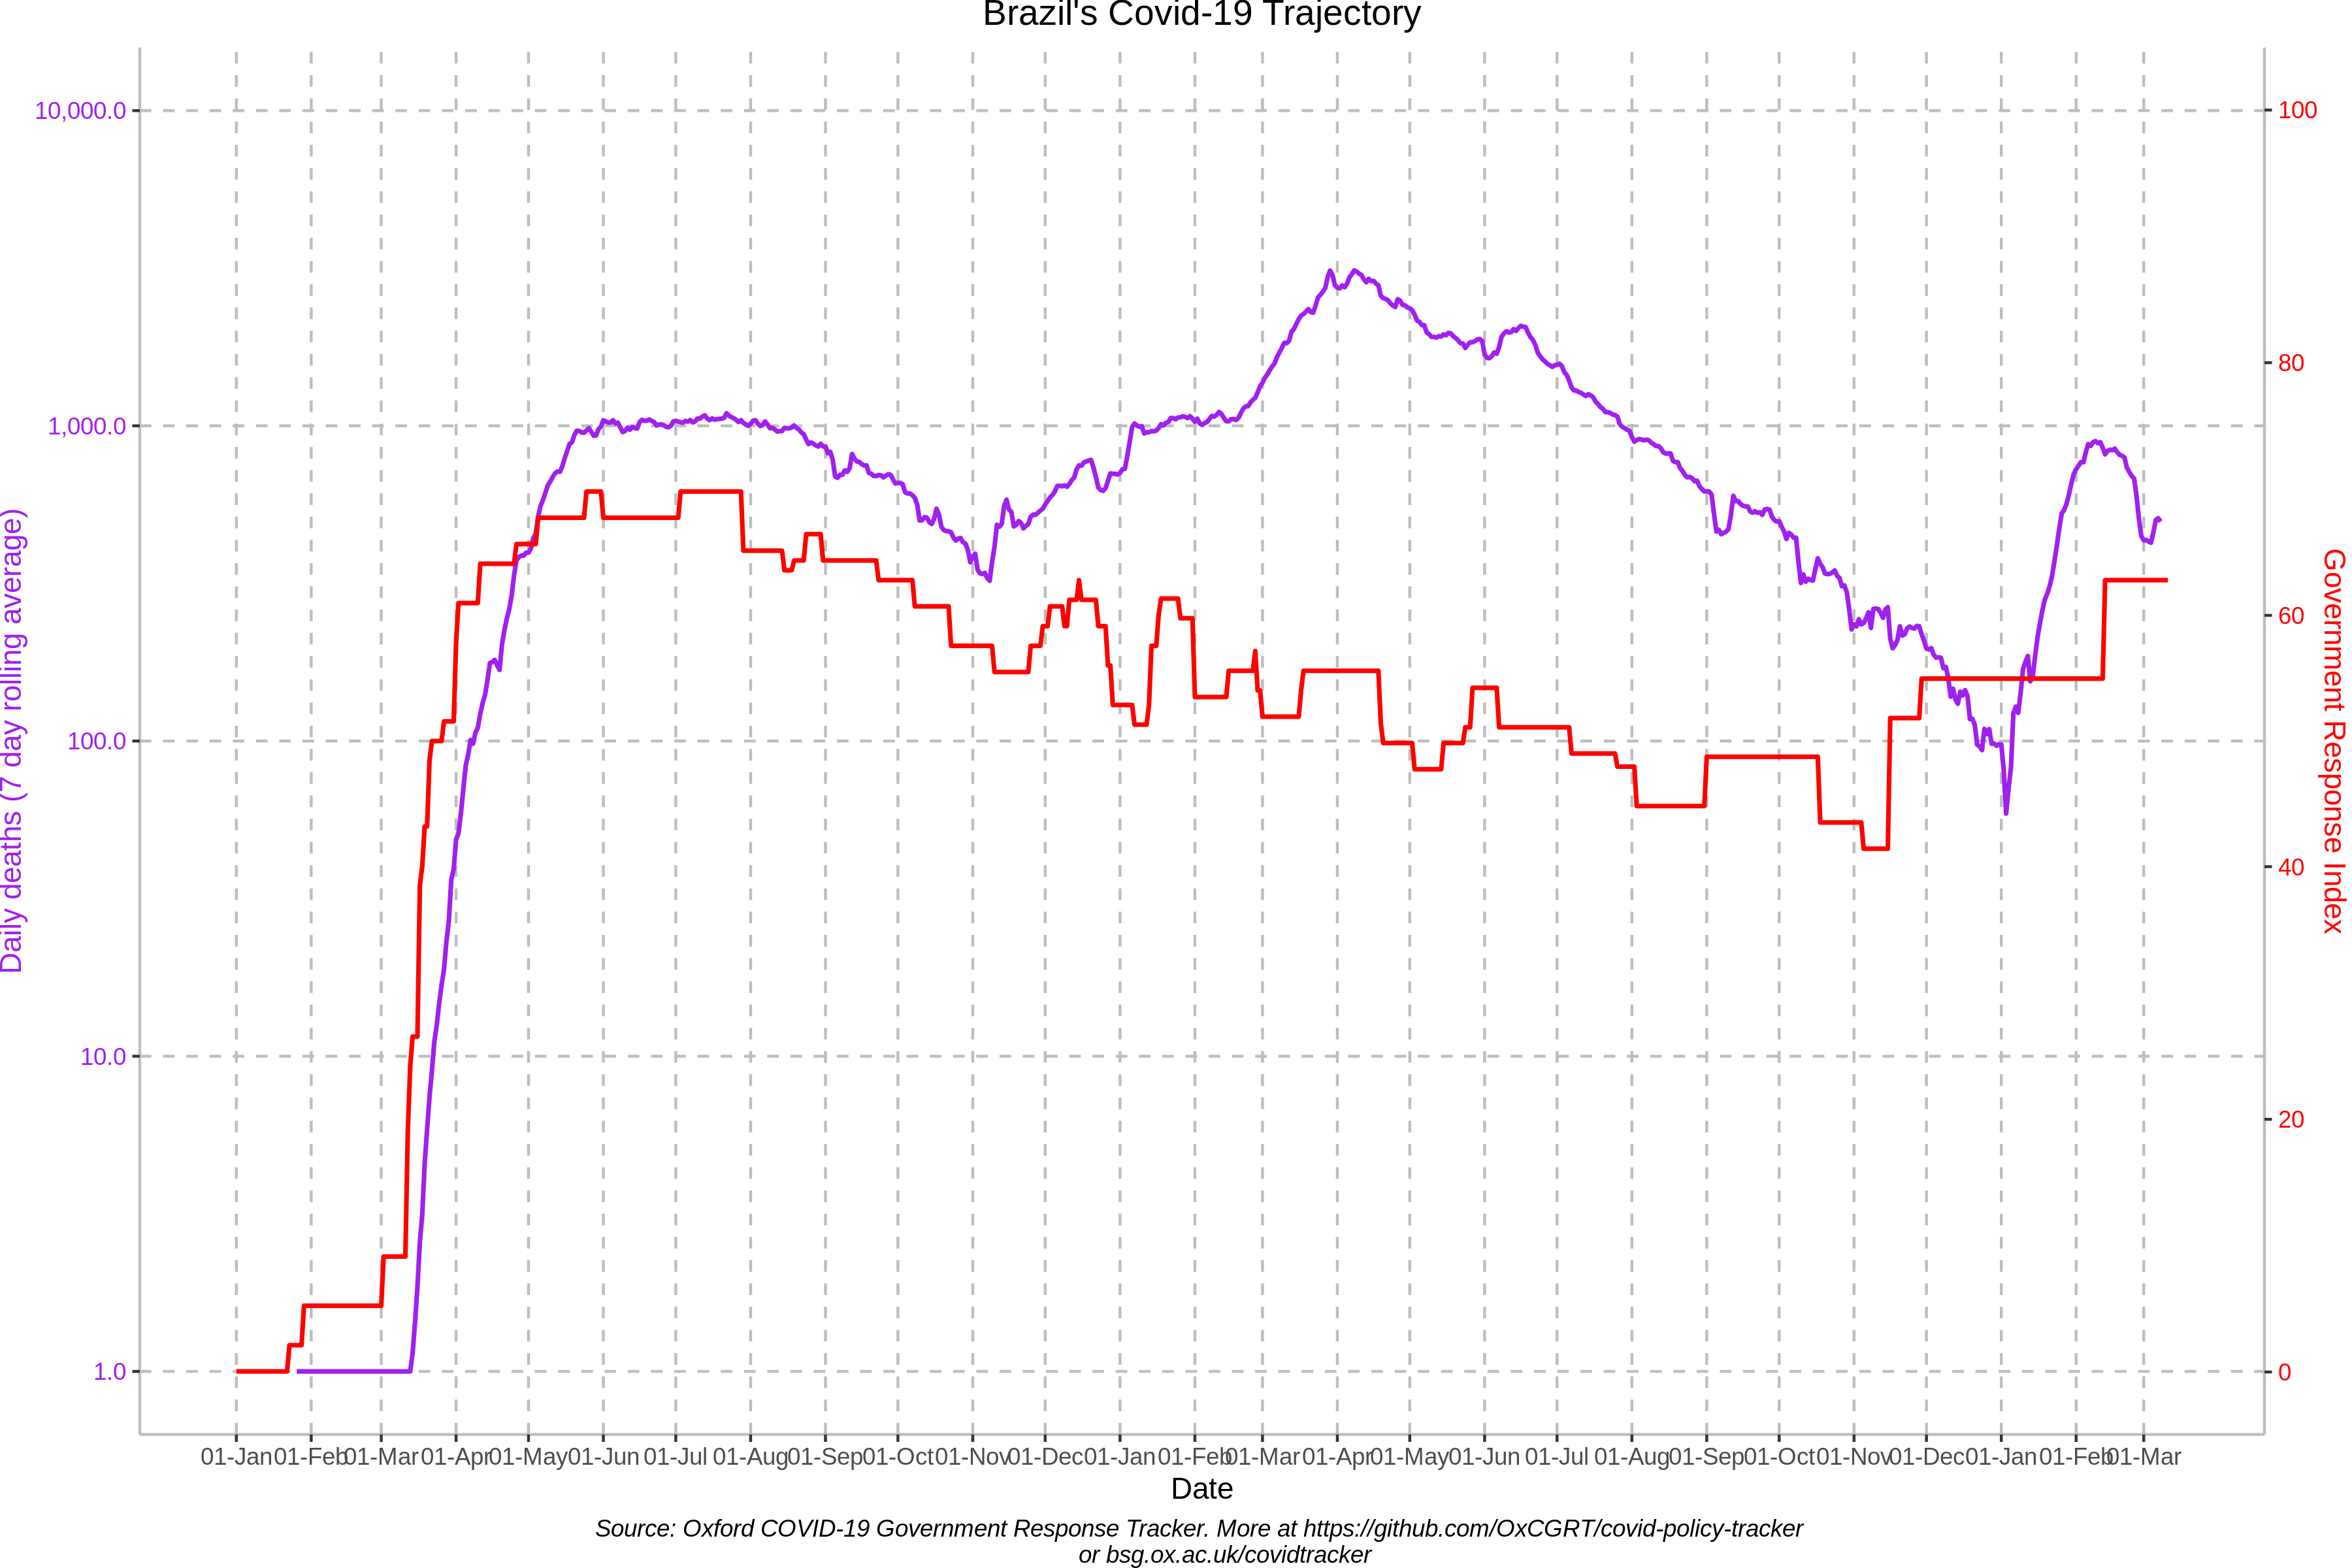 Brazil's Covid-19 Trajectory
10,000.0
1,000.0
100.0
10.0
1.0
Daily deaths (7 day rolling average)
100
80
60
40
20
0
Government Response Index
01-Jan 01-Feb 01-Mar 01-Apr 01-May 01-Jun 01-Jul 01-Aug 01-Sep 01-Oct 01-Nov 01-Dec 01-Jan 01-Feb 01-Mar 01-Apr 01-May 01-Jun 01-Jul 01-Aug 01-Sep 01-Oct 01-Nov 01-Dec 01-Jan 01-Feb 01-Mar
Date
Source: Oxford COVID-19 Government Response Tracker. More at https://github.com/OxCGRT/covid-policy-tracker
or bsg.ox.ac.uk/covidtracker